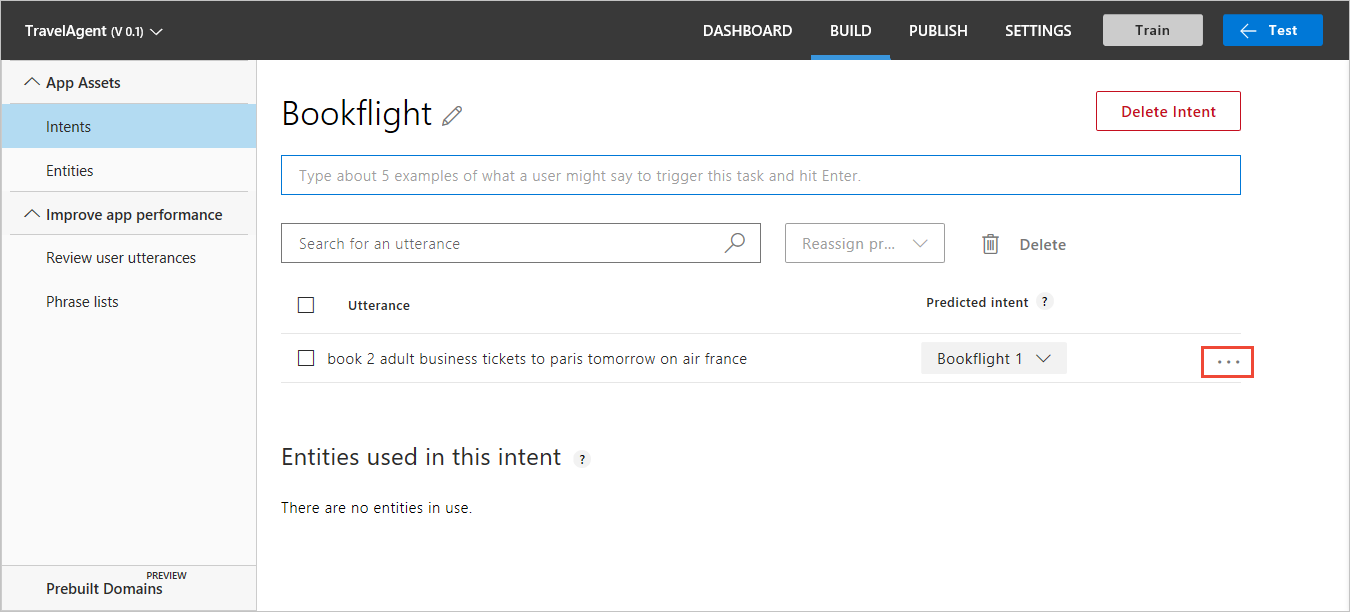 TravelAgent (V 0.1)
DASHBOARD
BUILD
PUBLISH
SETTINGS
Train
Test
App Assets
Intents
Entities
Improve app performance
Review user utterances
Phrase lists
PREVIEW
Prebuilt Domains
Bookflight
Delete Intent
Type about 5 examples of what a user might say to trigger this task and hit Enter.
Search for an utterance
Reassign pr...
Delete
Utterance
Predicted intent ?
book 2 adult business tickets to paris tomorrow on air france
Bookflight 1
...
Entities used in this intent ?
There are no entities in use.